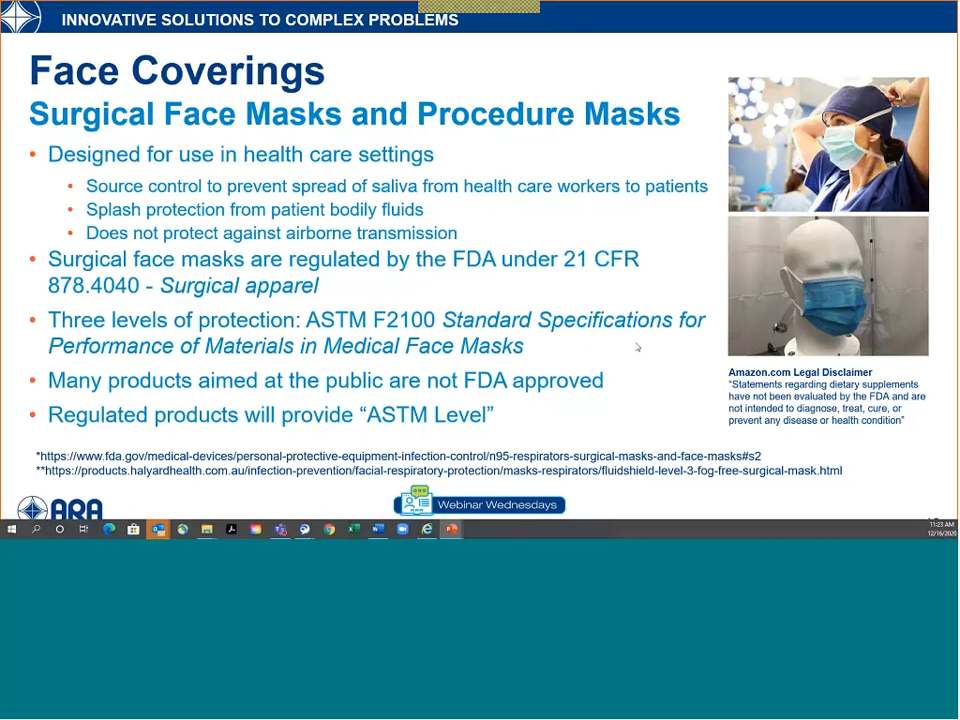 INNOVATIVE SOLUTIONS TO COMPLEX PROBLEMS
Face Coverings
Surgical Face Masks and Procedure Masks
• Designed for use in health care settings
• Source control to prevent spread of saliva from health care workers to patients
• Splash protection from patient bodily fluids
• Does not protect against airborne transmission
• Surgical face masks are regulated by the FDA under 21 CFR
878.4040 - Surgical apparel
• Three levels of protection: ASTM F2100 Standard Specifications for
Performance of Materials in Medical Face Masks
• Many products aimed at the public are not FDA approved
• Regulated products will provide “ASTM Level”
Amazon.com Legal Disclaimer
“Statements regarding dietary supplements
have not been evaluated by the FDA and are
not intended to diagnose, treat, cure, or
prevent any disease or health condition”
*https://www.fda.gov/medical-devices/personal-protective-equipment-infection-control/n95-respirators-surgical-masks-and-face-masks#s2
**https://products.halyardhealth.com.au/infection-prevention/facial-respiratory-protection/masks-respirators/fluidshield-level-3-fog-free-surgical-mask.html
ARA
Webinar Wednesdays
11:23 AM
12/16/2020